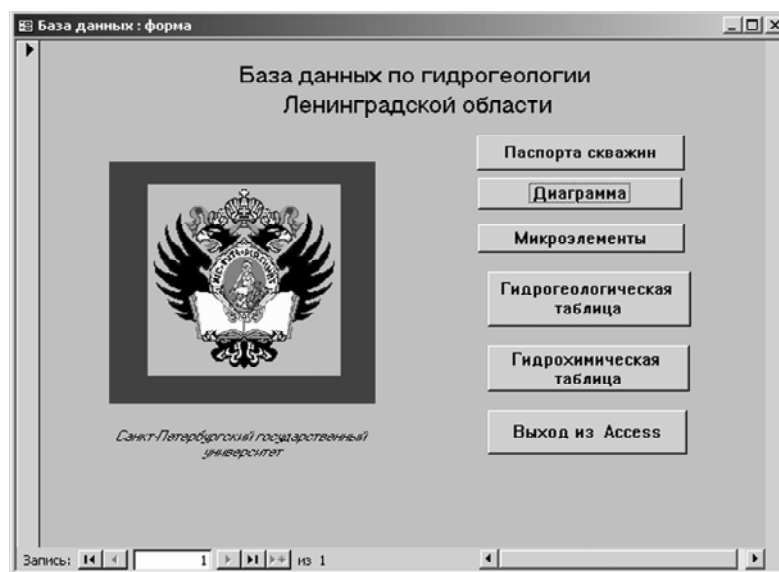 База данных : форма
База данных по гидрогеологии
Ленинградской области
Паспорта скважин
Диаграмма
Микроэлементы
Гидрогеологическая
таблица
Гидрохимическая
таблица
Выход из Access
Санкт-Петербургский государственный
университет
Запись: 1 из 1